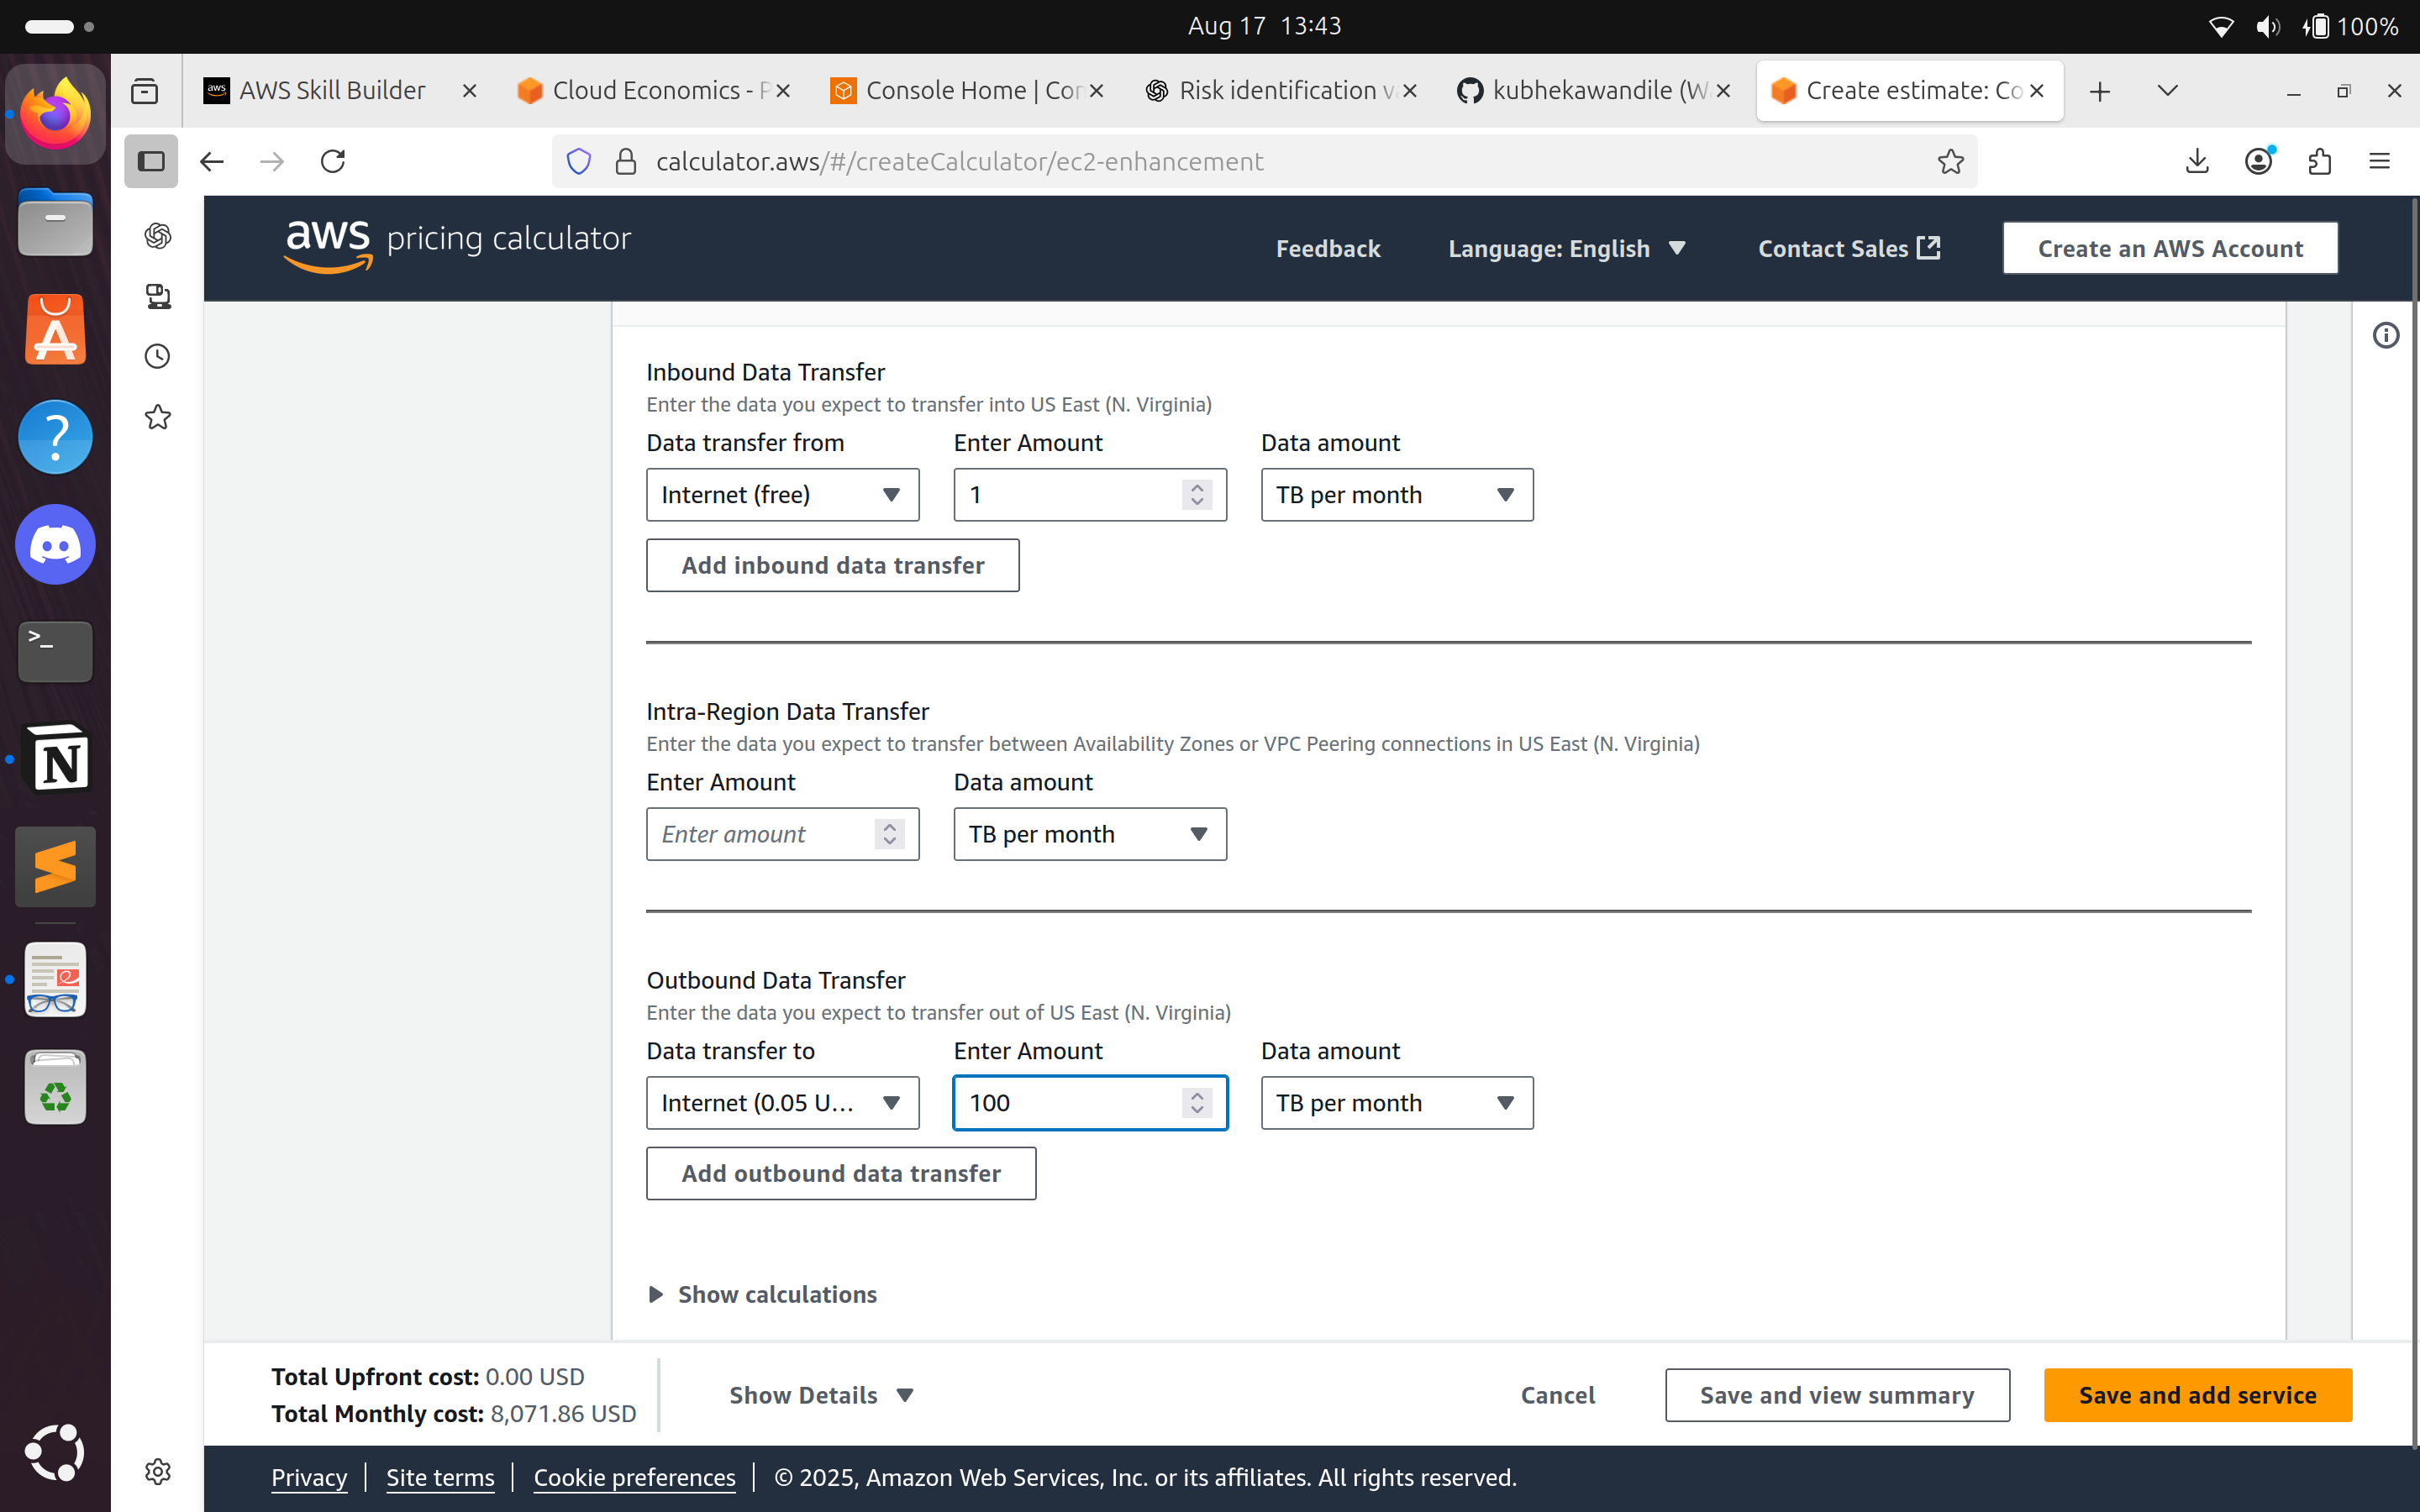 Aug 17 13:43
100%
AWS Skill Builder
Cloud Economics - P
Console Home | Con
Risk identification v
kubhekawandile (W
Create estimate: Co
calculator.aws/#/createCalculator/ec2-enhancement
aws pricing calculator
Feedback
Language: English
Contact Sales
Create an AWS Account
Inbound Data Transfer
Enter the data you expect to transfer into US East (N. Virginia)
Data transfer from
Enter Amount
Data amount
Internet (free)
1
TB per month
Add inbound data transfer
Intra-Region Data Transfer
Enter the data you expect to transfer between Availability Zones or VPC Peering connections in US East (N. Virginia)
Enter Amount
Data amount
Enter amount
TB per month
Outbound Data Transfer
Enter the data you expect to transfer out of US East (N. Virginia)
Data transfer to
Enter Amount
Data amount
Internet (0.05 U...
100
TB per month
Add outbound data transfer
Show calculations
Total Upfront cost: 0.00 USD
Total Monthly cost: 8,071.86 USD
Show Details
Cancel
Save and view summary
Save and add service
Privacy
Site terms
Cookie preferences
© 2025, Amazon Web Services, Inc. or its affiliates. All rights reserved.